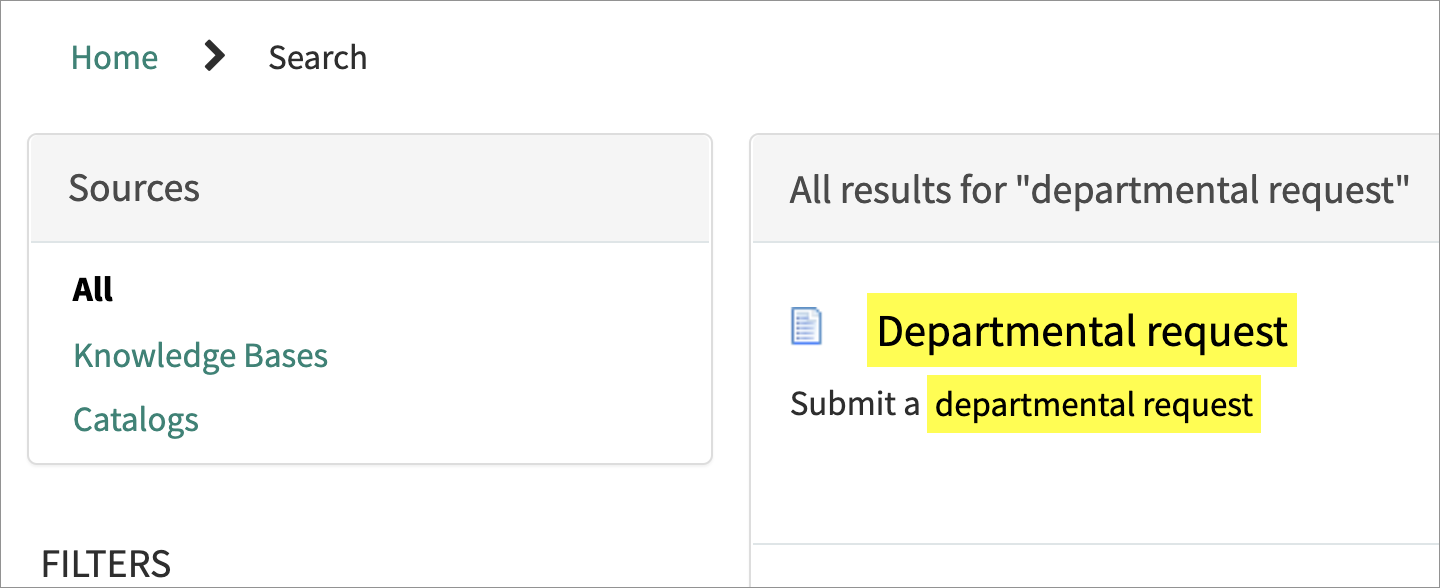 Home Search
Sources
All
Knowledge Bases
Catalogs
FILTERS
All results for "departmental request"
Departmental request
Submit a departmental request